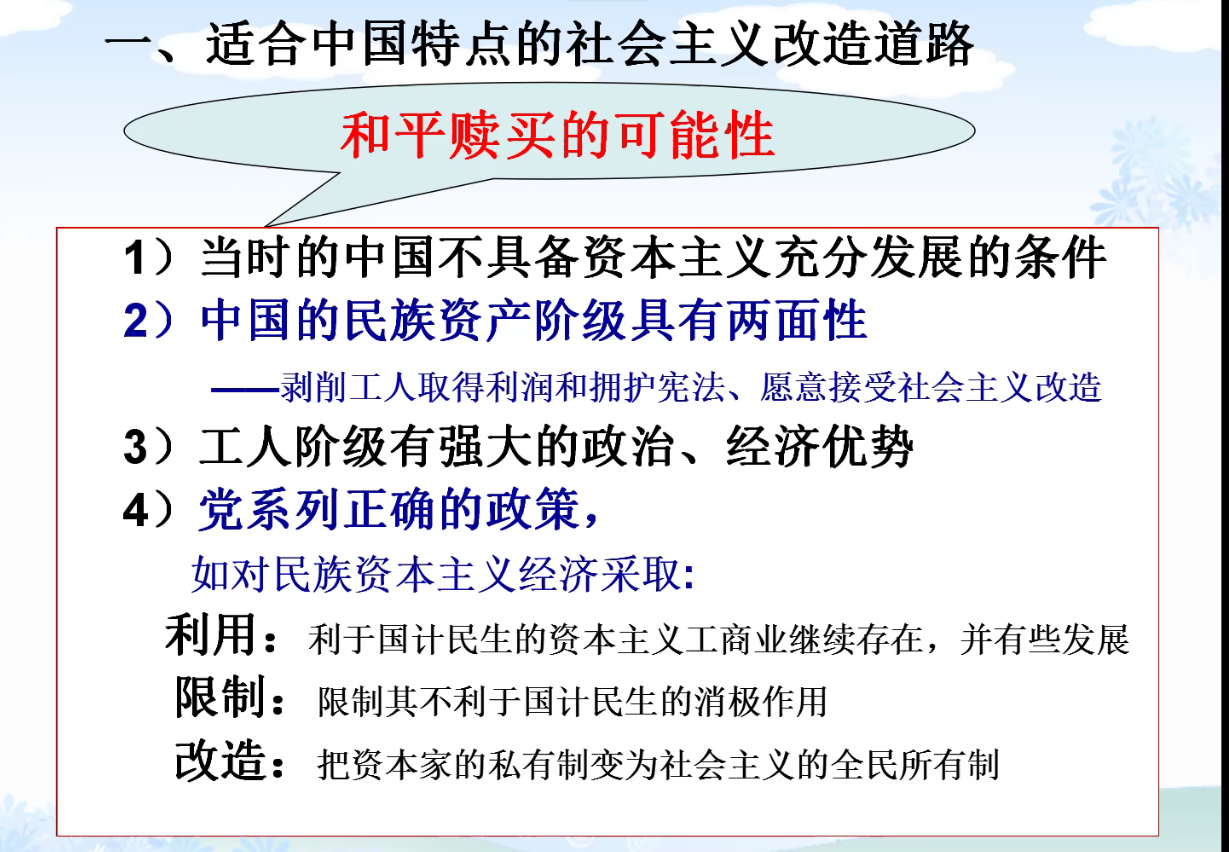 一、适合中国特点的社会主义改造道路
和平赎买的可能性
1）当时的中国不具备资本主义充分发展的条件
2）中国的民族资产阶级具有两面性
——剥削工人取得利润和拥护宪法、愿意接受社会主义改造
3）工人阶级有强大的政治、经济优势
4）党系列正确的政策，
如对民族资本主义经济采取:
利用：利于国计民生的资本主义工商业继续存在，并有些发展
限制：限制其不利于国计民生的消极作用
改造：把资本家的私有制变为社会主义的全民所有制